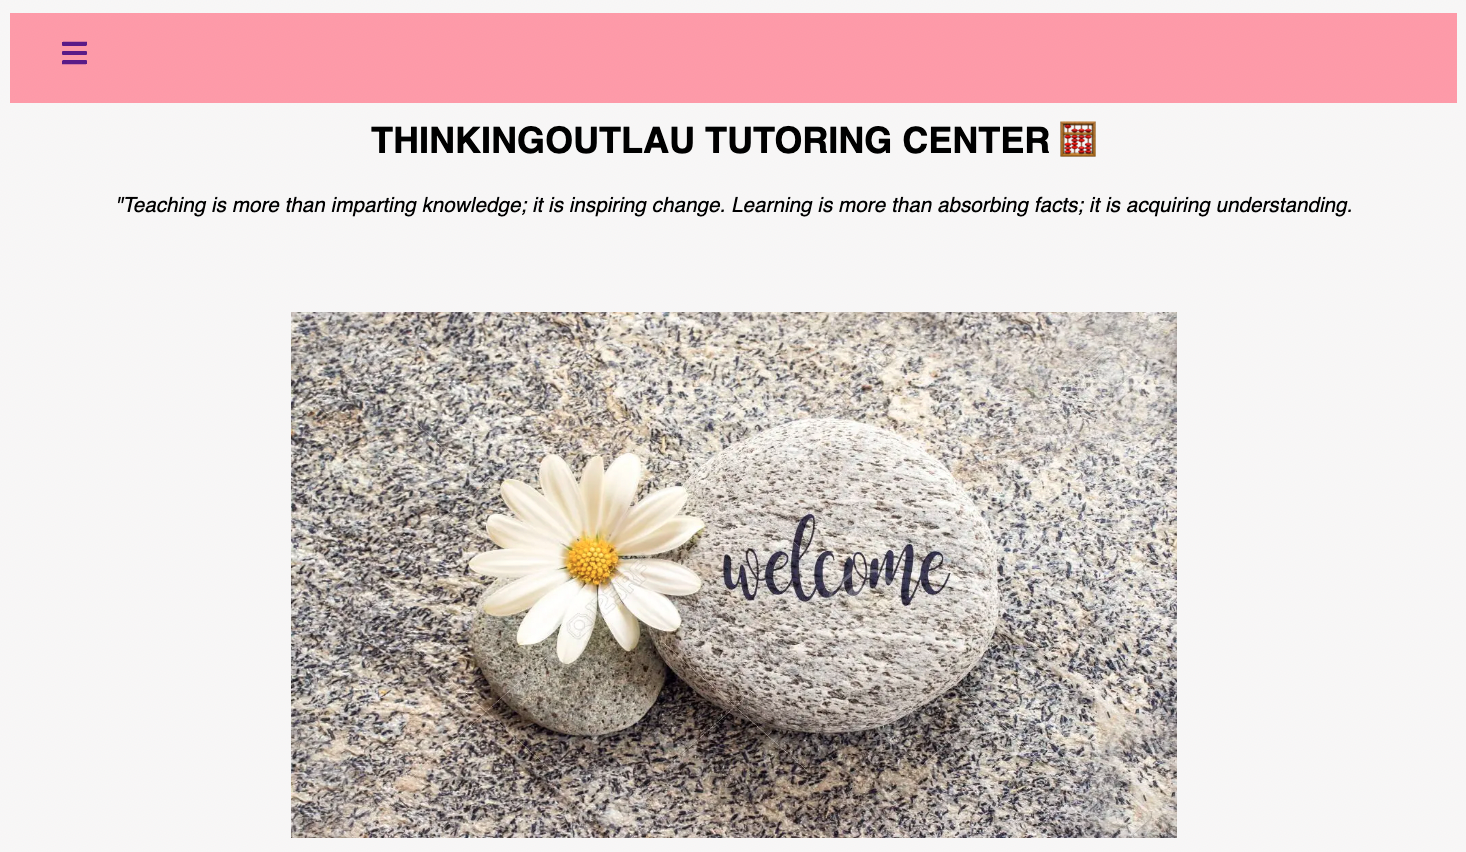 THINKINGOUTLAU TUTORING CENTER 🧮
"Teaching is more than imparting knowledge; it is inspiring change. Learning is more than absorbing facts; it is acquiring understanding.
welcome